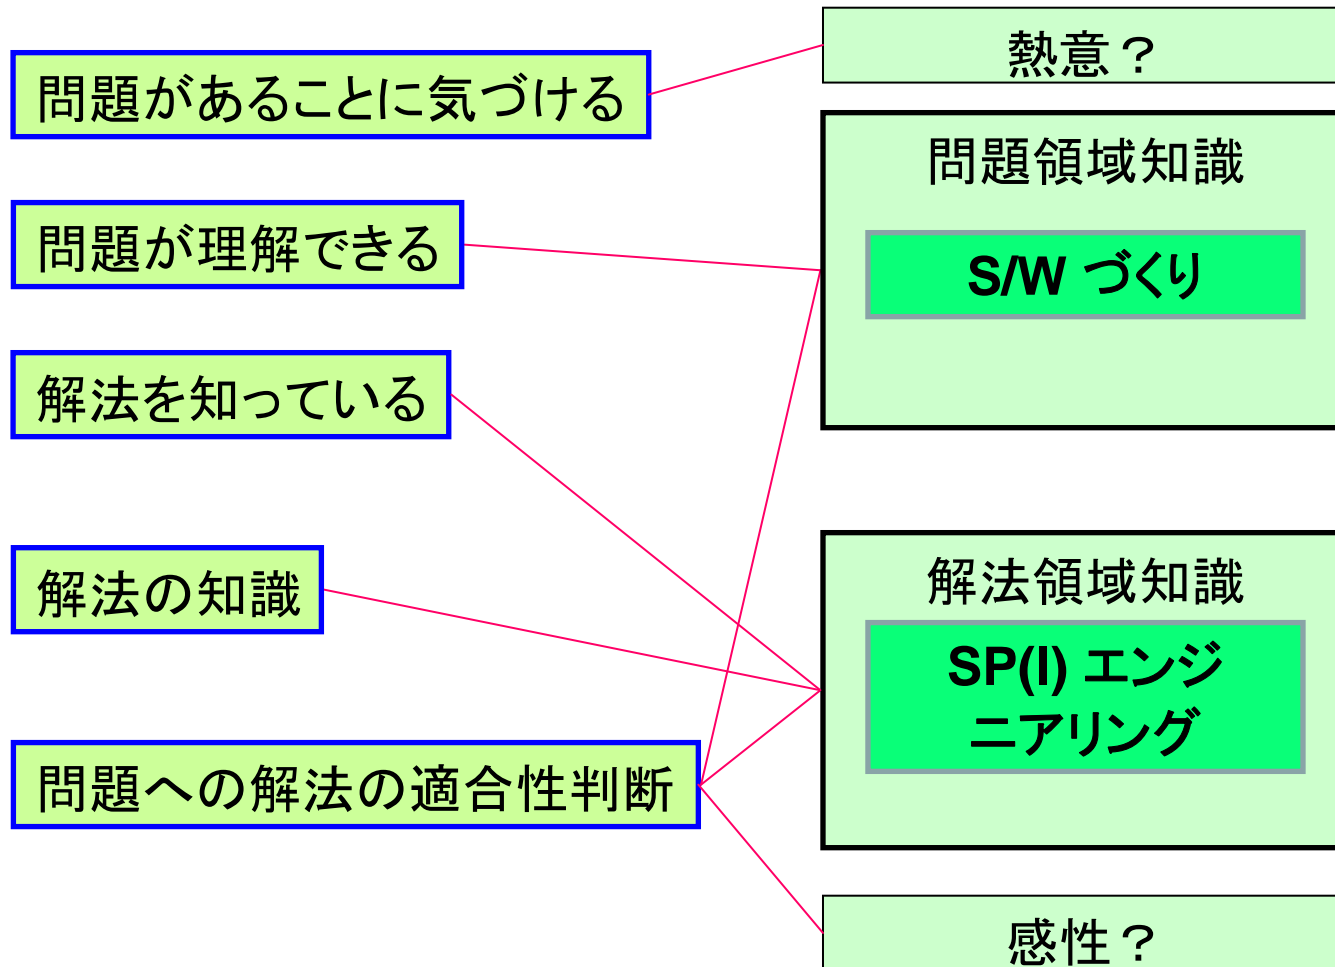 問題があることに気づける
問題が理解できる
解法を知っている
解法の知識
問題への解法の適合性判断
熱意？
問題領域知識
S/W づくり
解法領域知識
SP(I) エンジ
ニアリング
感性？